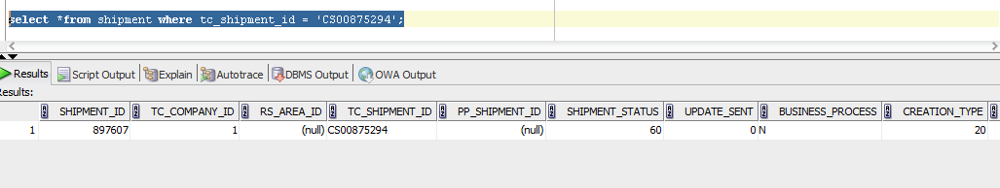 select *from shipment where tc_shipment_id = 'CS00875294';
Results Script Output Explain Autotrace DBMS Output OWA Output
Results:
SHIPMENT_ID TC_COMPANY_ID RS_AREA_ID TC_SHIPMENT_ID PP_SHIPMENT_ID SHIPMENT_STATUS UPDATE_SENT BUSINESS_PROCESS CREATION_TYPE
1 897607 1 (null) CS00875294 (null) 60 0 N 20